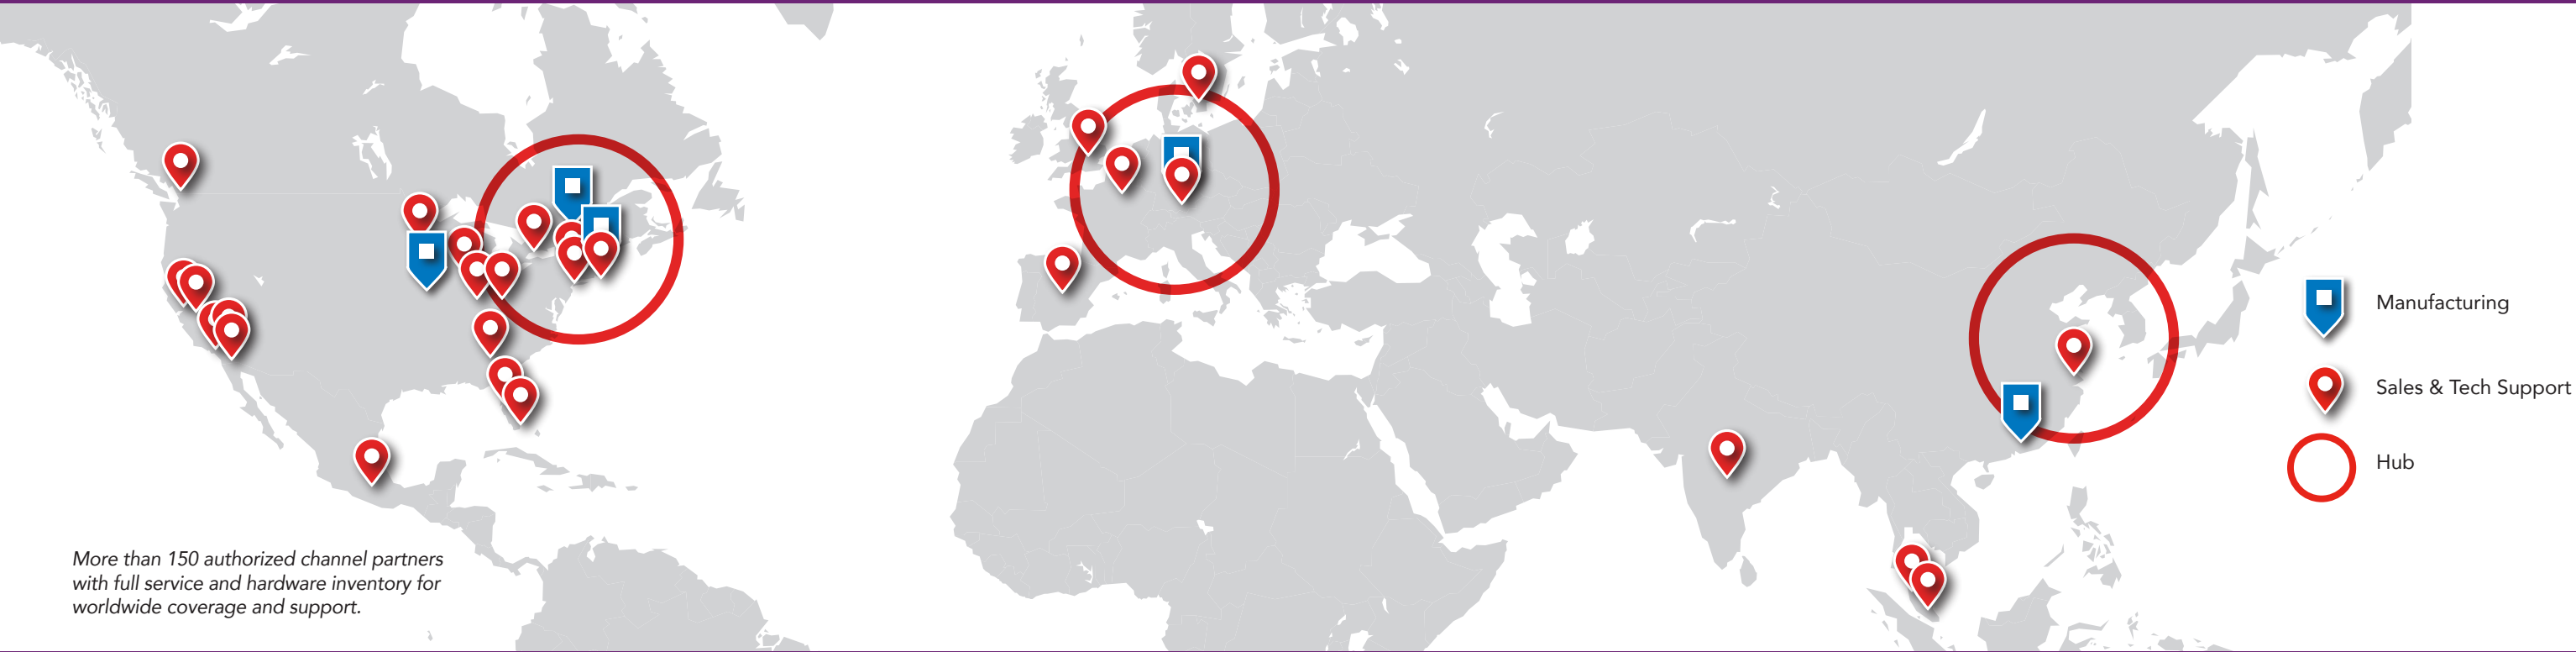 Manufacturing
Sales & Tech Support
Hub
More than 150 authorized channel partners
with full service and hardware inventory for
worldwide coverage and support.